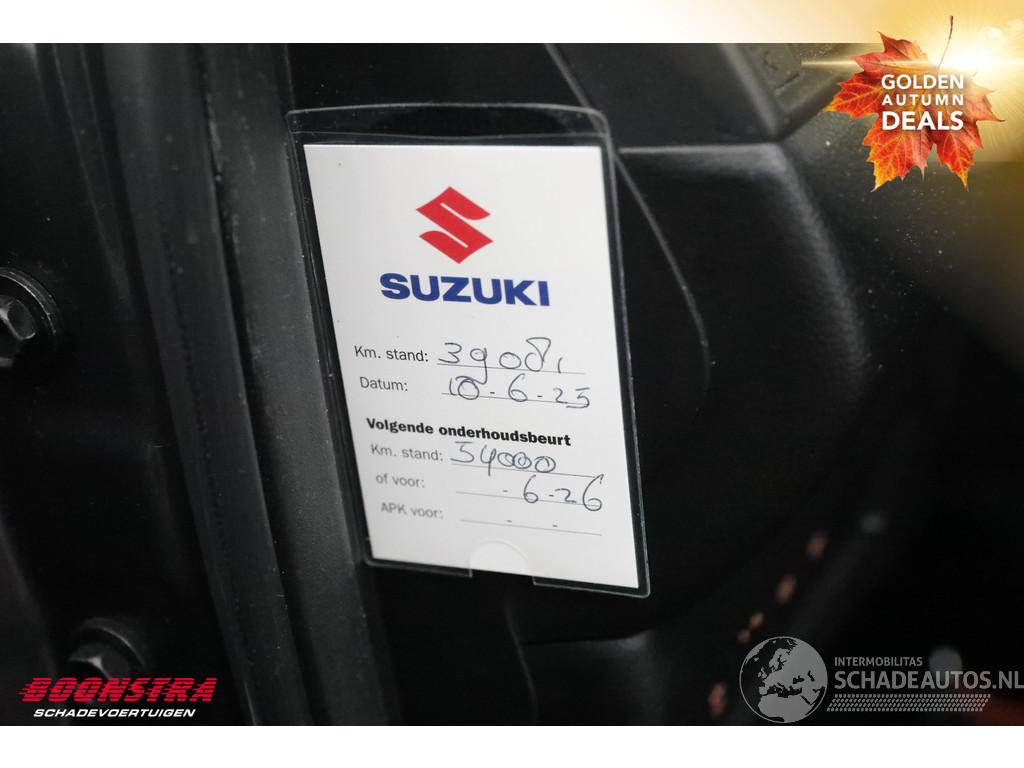 GOLDEN
AUTUMN
DEALS
SUZUKI
Km. stand: 39081
Datum: 10-6-25
Volgende onderhoudsbeurt
Km. stand: 54000
of voor: -6-26
APK voor: - -
BOONSTRA
SCHADEVOERTUIGEN
INTERMOBILITAS
SCHADEAUTOS.NL